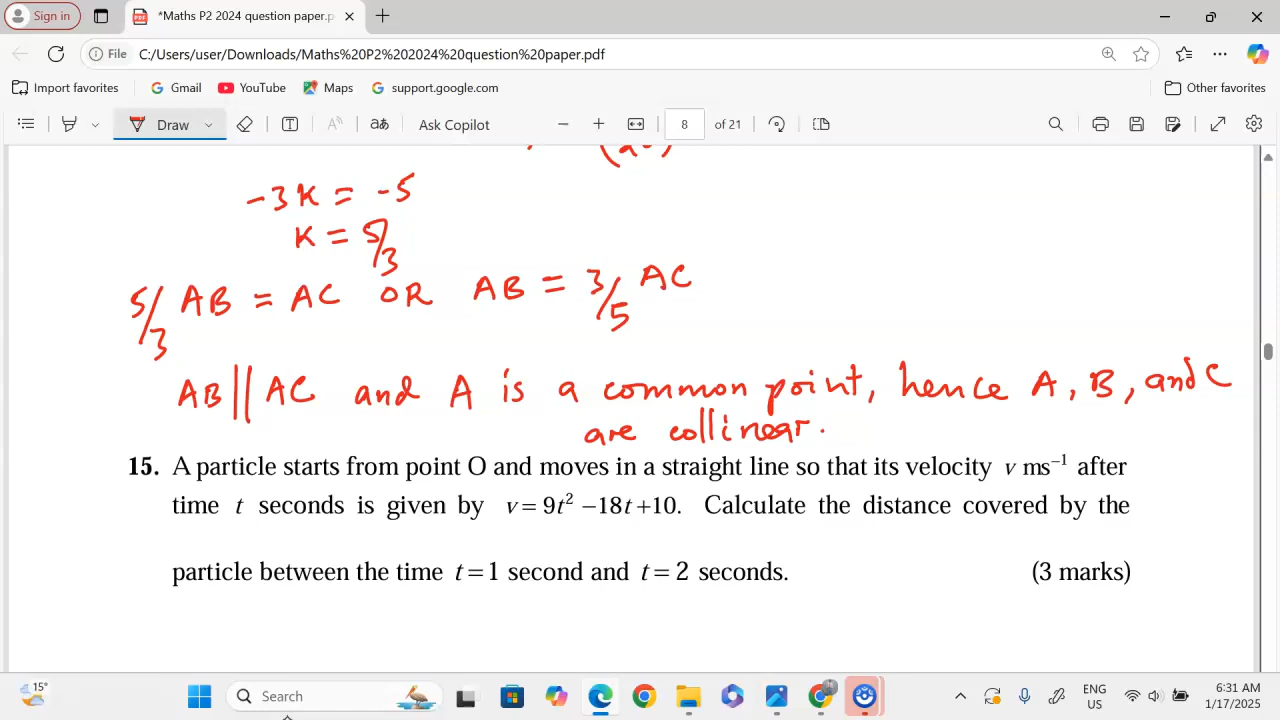 Sign in
*Maths P2 2024 question paper.p
File
C:/Users/user/Downloads/Maths%20P2%202024%20question%20paper.pdf
Import favorites
Gmail
YouTube
Maps
support.google.com
Other favorites
Draw
Ask Copilot
8 of 21
-3K = -5
K = 5/3
5/3 AB = AC OR AB = 3/5 AC
AB || AC and A is a common point, hence A, B, and C
are collinear.
15. A particle starts from point O and moves in a straight line so that its velocity v ms⁻¹ after
time t seconds is given by v = 9t² −18t +10. Calculate the distance covered by the
particle between the time t = 1 second and t = 2 seconds. (3 marks)
15°
Search
ENG
US
6:31 AM
1/17/2025